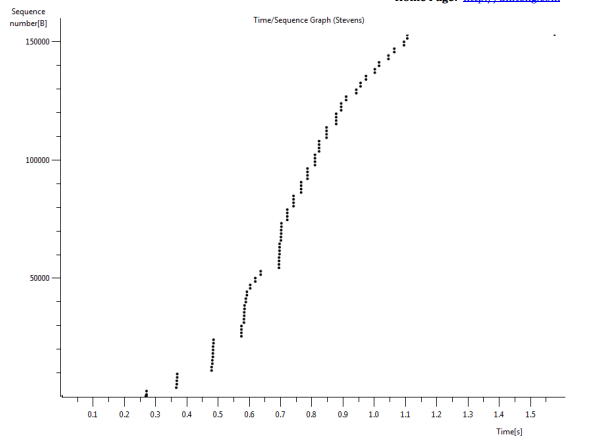 Sequence
number[B]
Time/Sequence Graph (Stevens)
150000
100000
50000
0.1 0.2 0.3 0.4 0.5 0.6 0.7 0.8 0.9 1.0 1.1 1.2 1.3 1.4 1.5
Time[s]